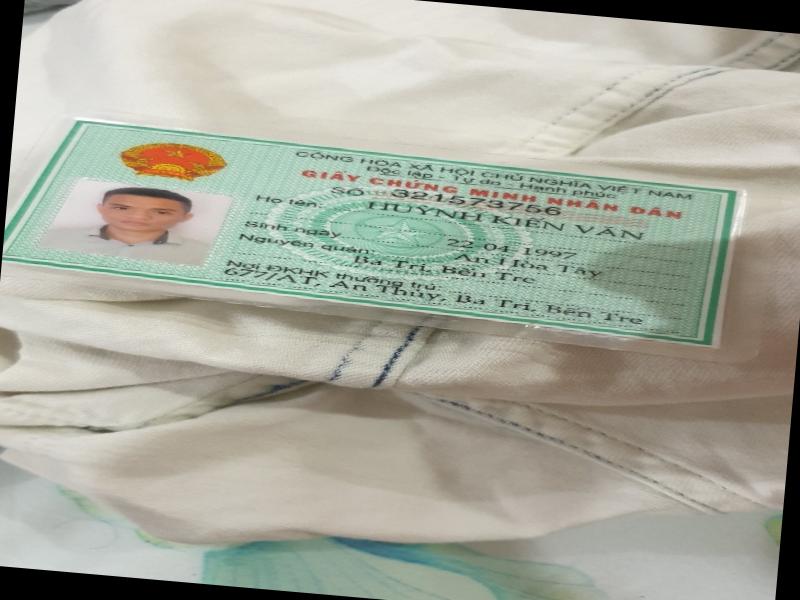 CỘNG HÒA XÃ HỘI CHỦ NGHĨA VIỆT NAM
Độc lập - Tự do - Hạnh phúc
GIẤY CHỨNG MINH NHÂN DÂN
SỐ 321573756
Họ tên: HUỲNH KIẾN VĂN
Sinh ngày 22-04-1997
Nguyên quán An Hòa Tây
Ba Tri, Bến Tre
Nơi ĐKHK thường trú:
677/AT, An Thủy, Ba Tri, Bến Tre